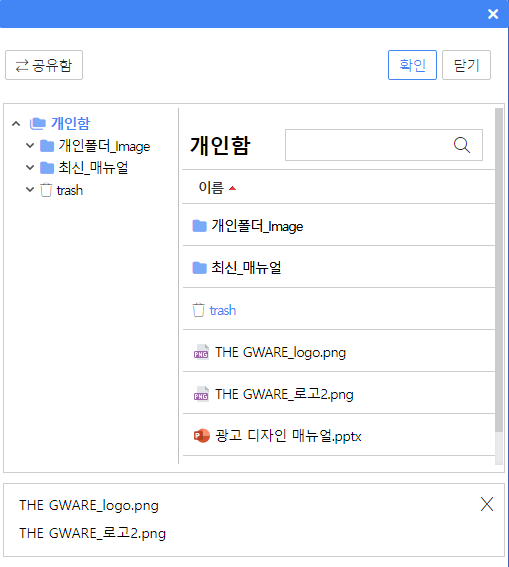 공유함
확인
닫기
개인함
개인폴더_Image
최신_매뉴얼
trash
개인함
이름
개인폴더_Image
최신_매뉴얼
trash
PNG THE GWARE_logo.png
PNG THE GWARE_로고2.png
P 광고 디자인 매뉴얼.pptx
THE GWARE_logo.png
THE GWARE_로고2.png